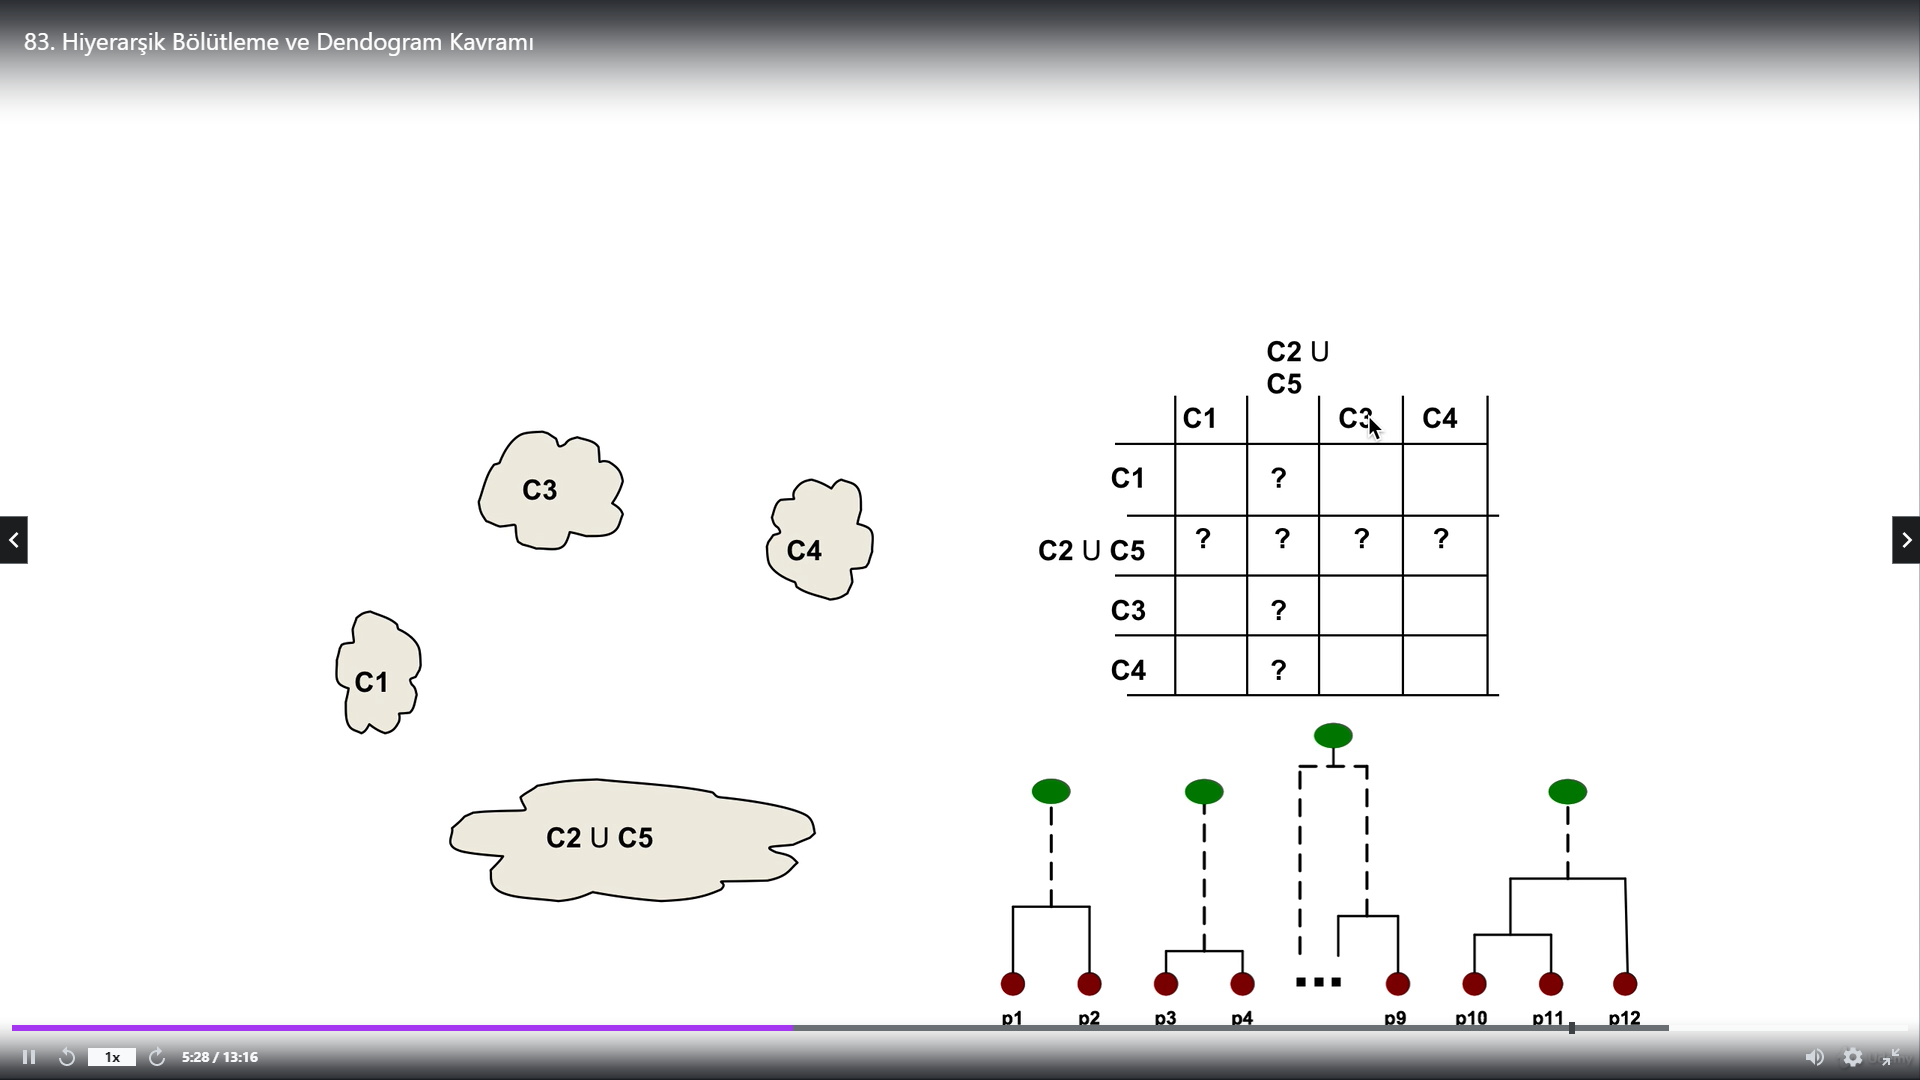 83. Hiyerarşik Bölütleme ve Dendogram Kavramı
C2 U
C5
C1 C3 C4
C1 ?
C2 U C5 ? ? ? ?
C3 ?
C4 ?
C3
C4
C1
C2 U C5
p1 p2 p3 p4 p9 p10 p11 p12
1x 5:28 / 13:16